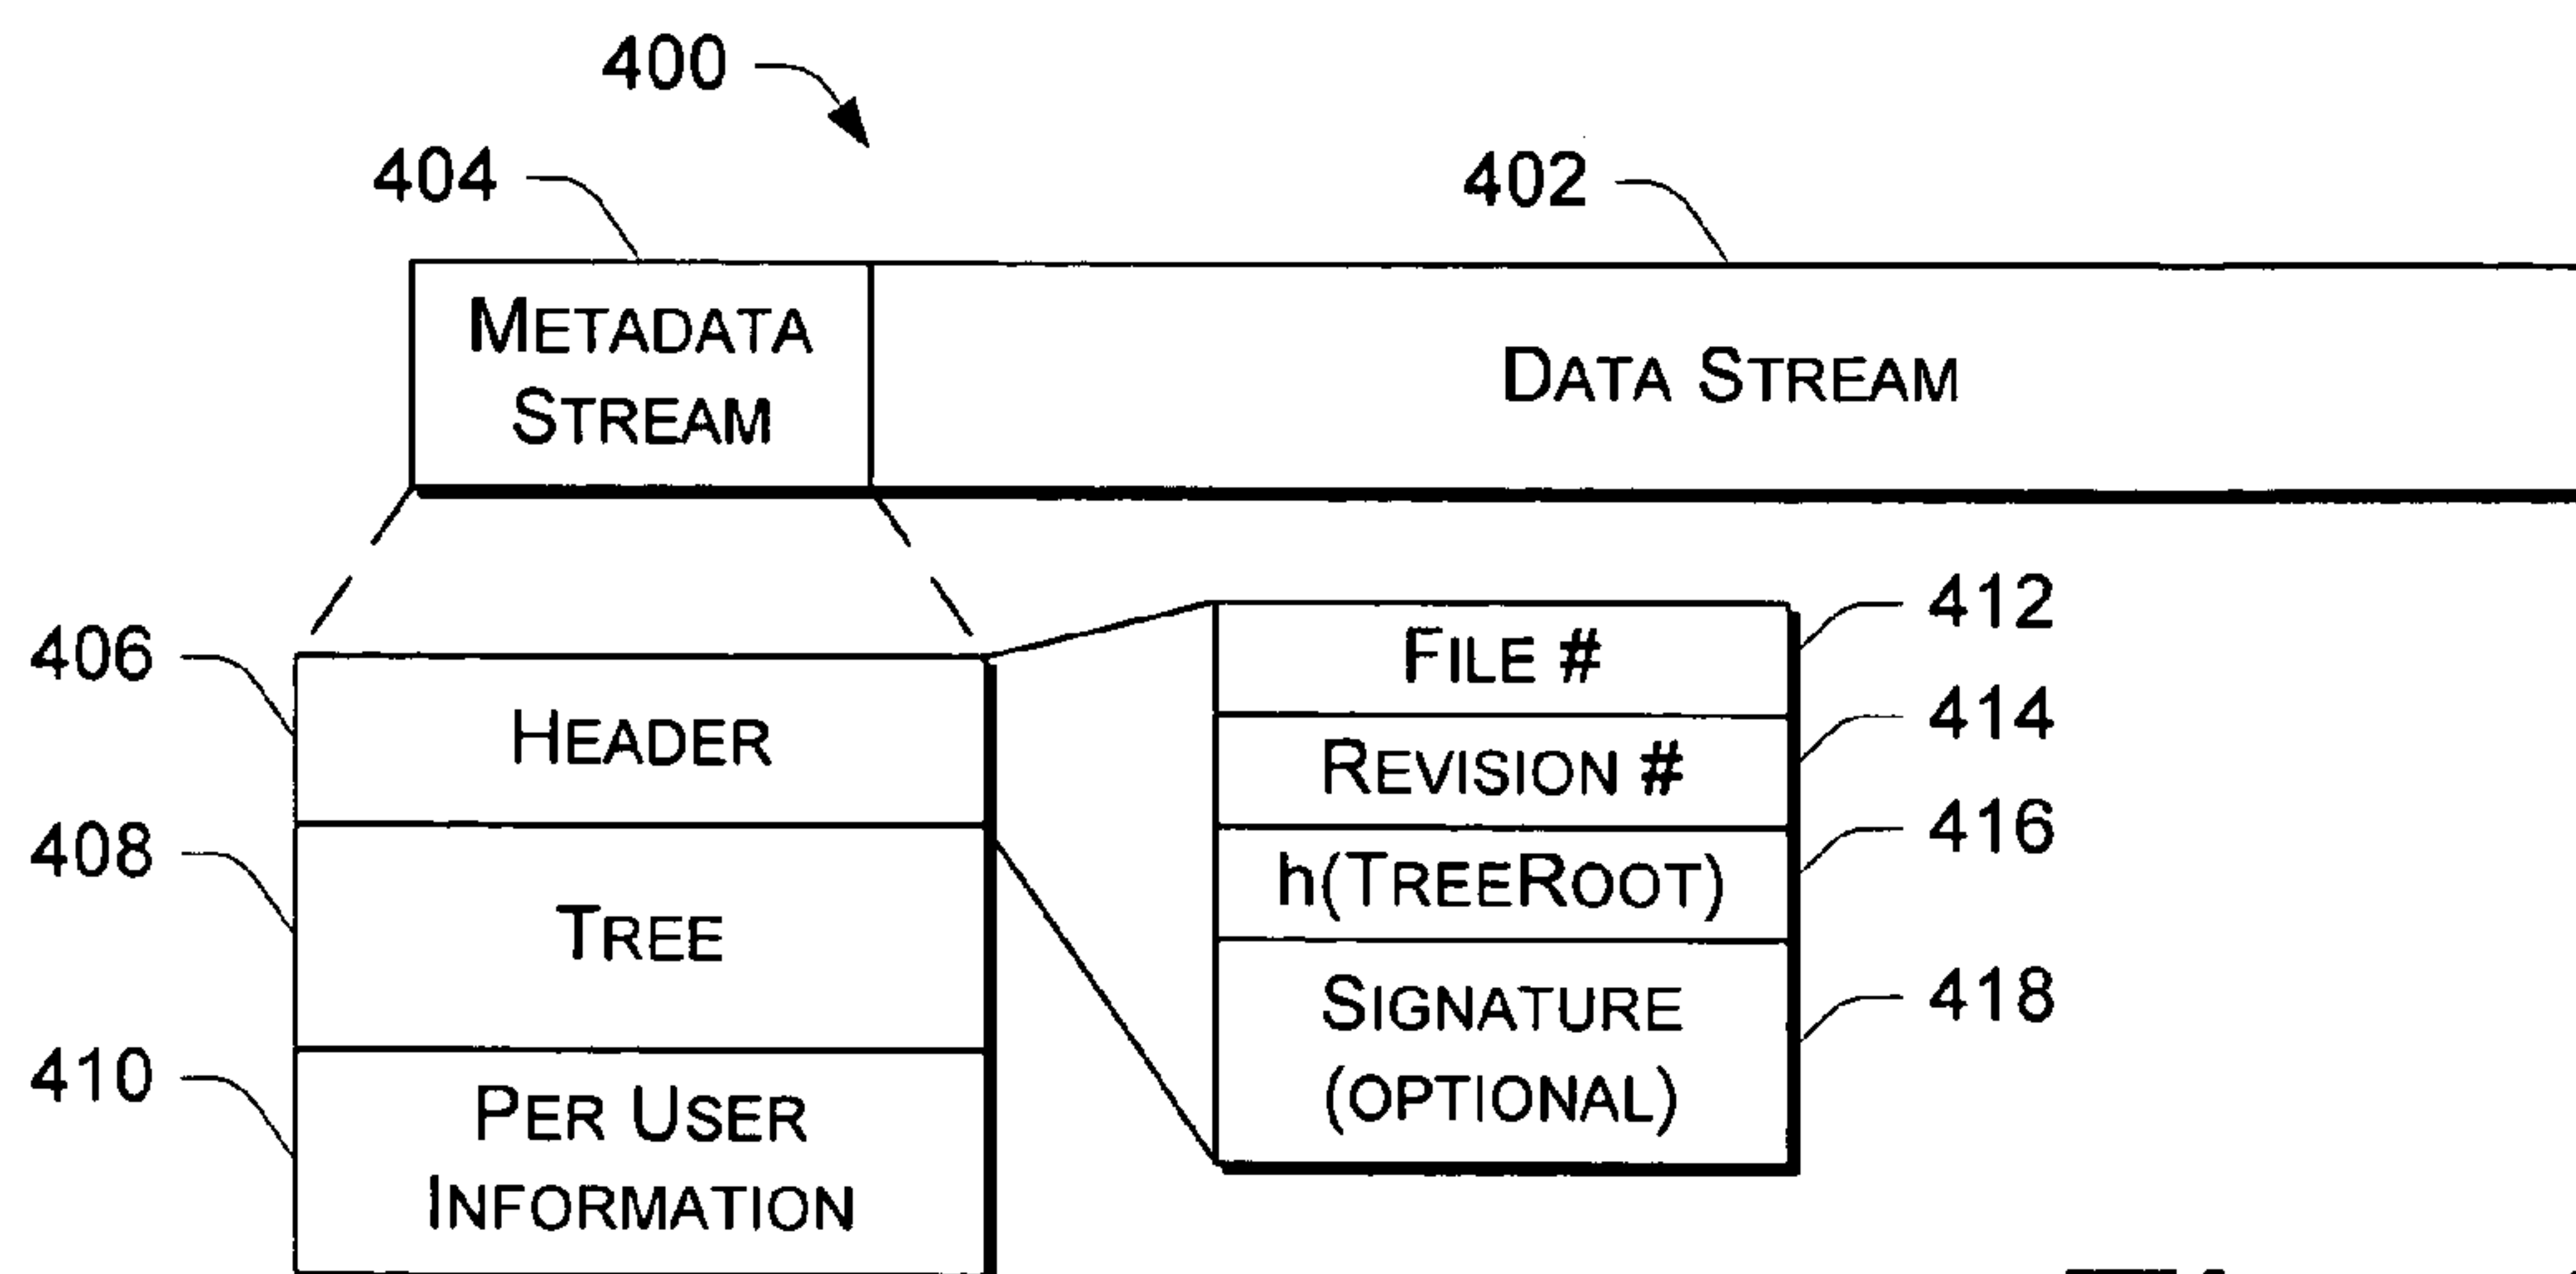 400
404
402
METADATA
STREAM
DATA STREAM
412
406
FILE #
HEADER
414
REVISION #
408
416
h(TREEROOT)
TREE
418
SIGNATURE
(OPTIONAL)
410
PER USER
INFORMATION